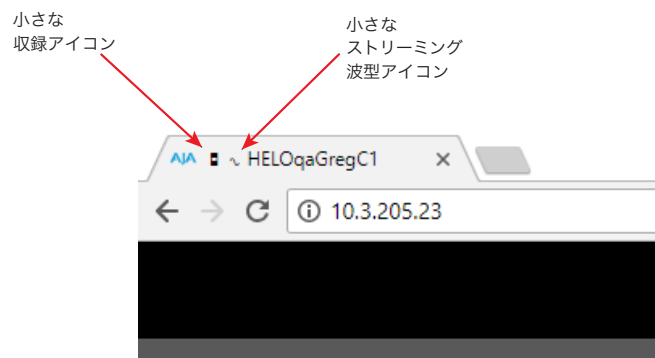 小さな
収録アイコン
小さな
ストリーミング
波型アイコン
AJA HELOqaGregC1
10.3.205.23